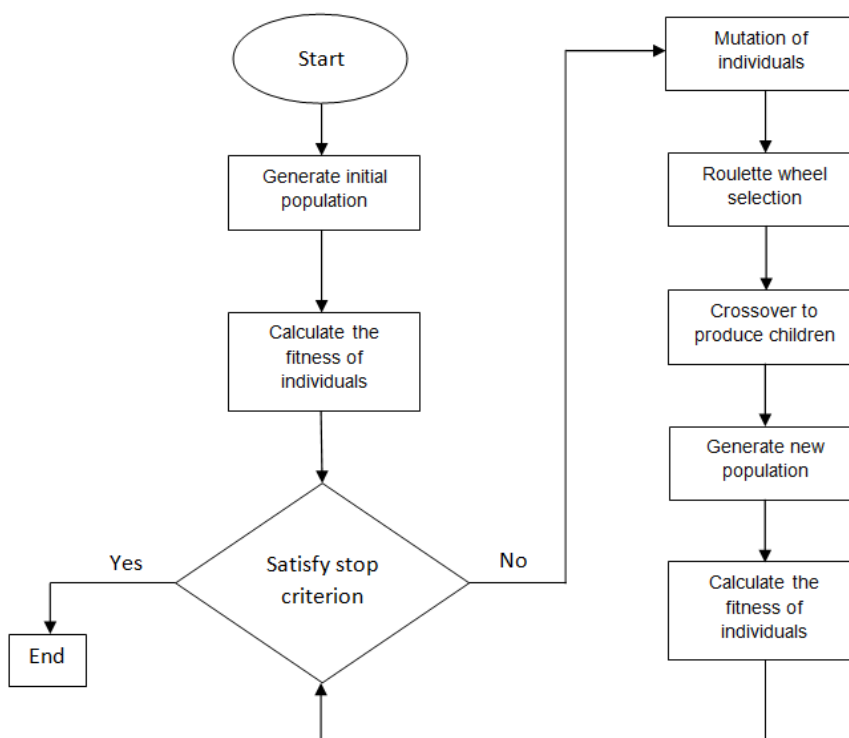 Start
Generate initial
population
Calculate the
fitness of
individuals
Satisfy stop
criterion
Yes
No
End
Mutation of
individuals
Roulette wheel
selection
Crossover to
produce children
Generate new
population
Calculate the
fitness of
individuals